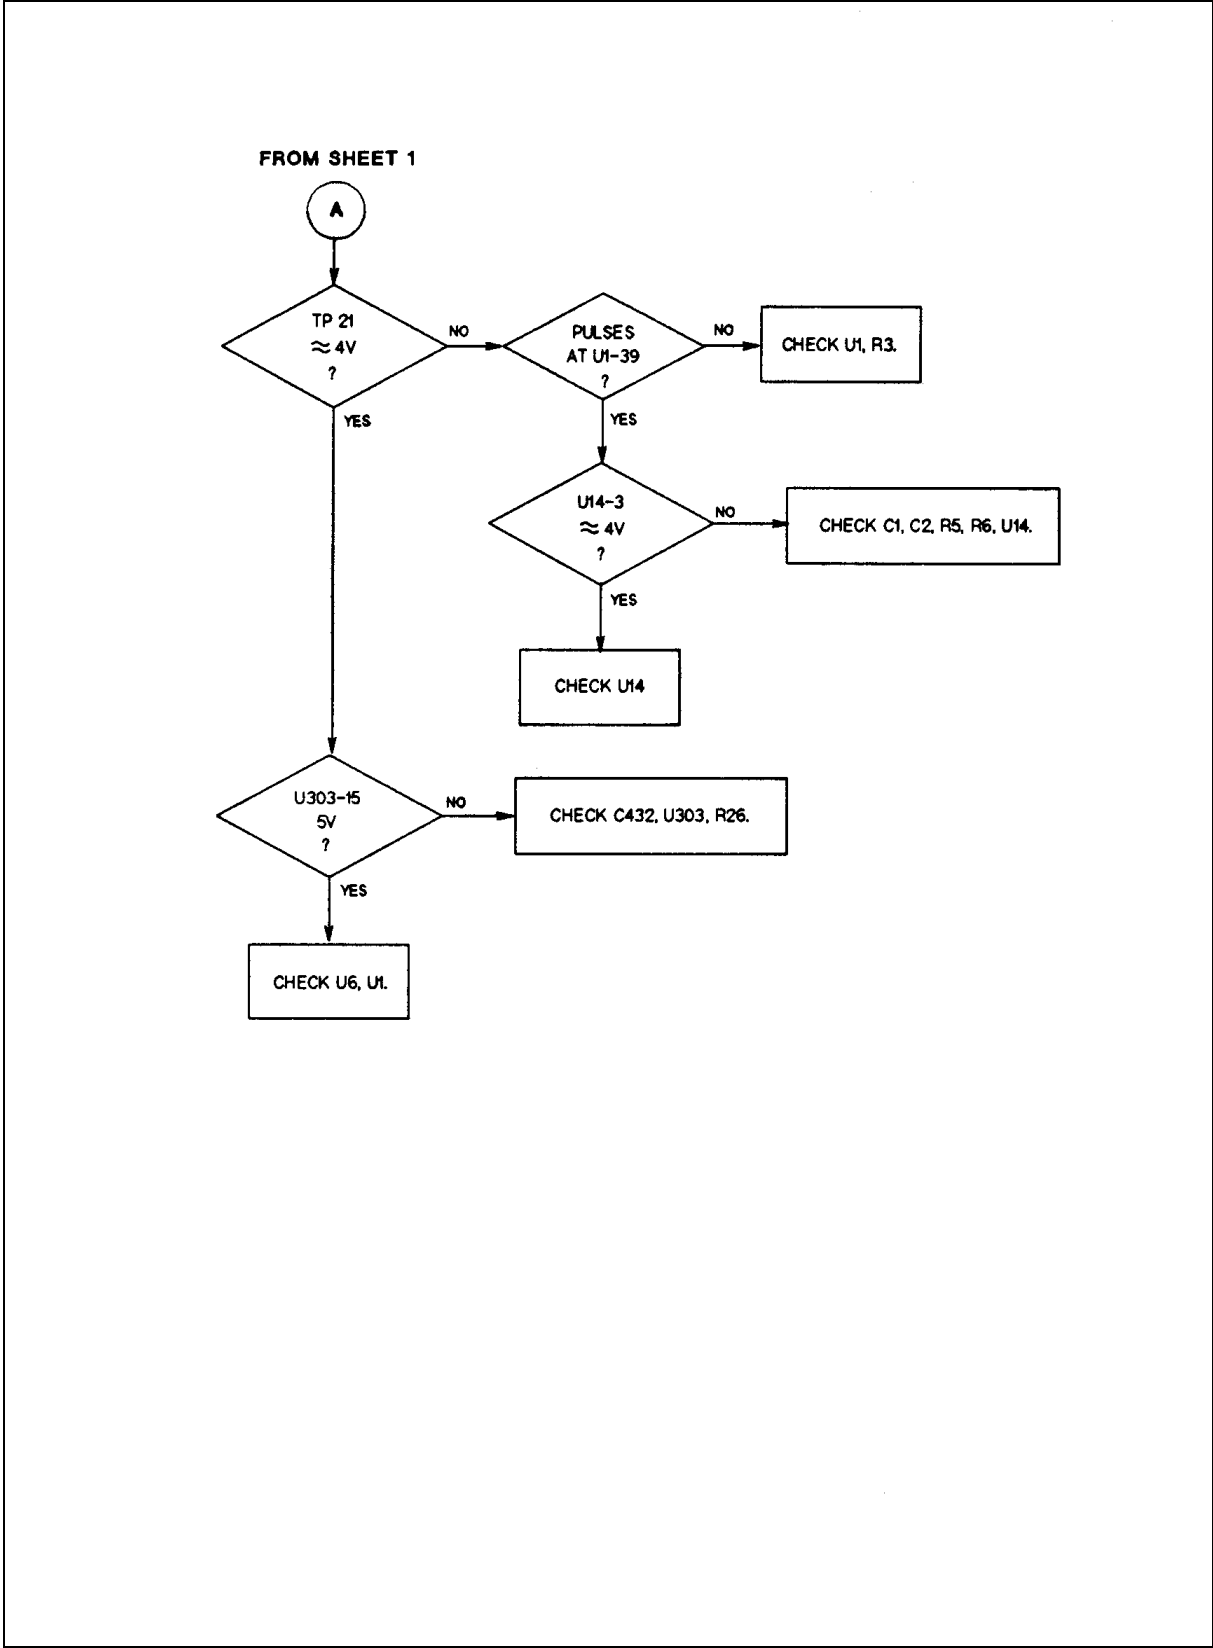 FROM SHEET 1
A
TP 21
≈ 4V
?
NO
YES
PULSES
AT U1-39
?
NO
CHECK U1, R3.
YES
U14-3
≈ 4V
?
NO
CHECK C1, C2, R5, R6, U14.
YES
CHECK U14
U303-15
5V
?
NO
CHECK C432, U303, R26.
YES
CHECK U6, U1.